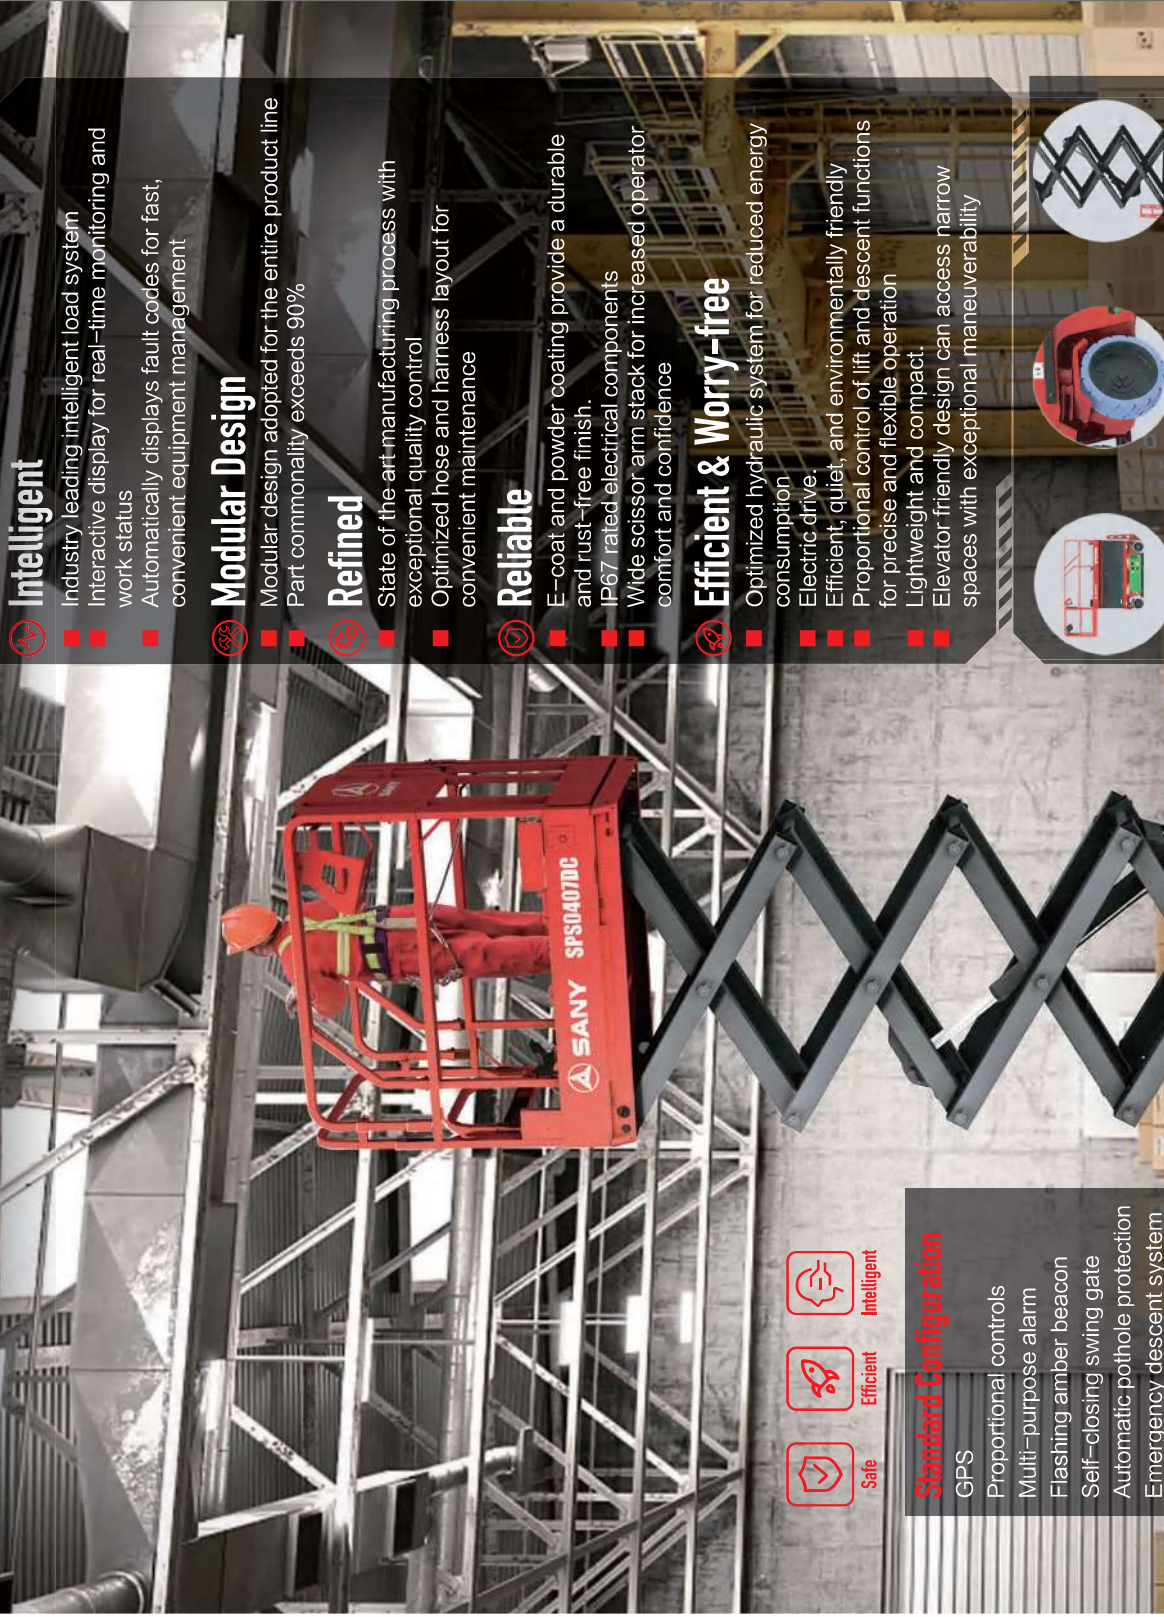 Intelligent
Industry leading intelligent load system
Interactive display for real-time monitoring and
work status
Automatically displays fault codes for fast,
convenient equipment management
Modular Design
Modular design adopted for the entire product line
Part commonality exceeds 90%
Refined
State of the art manufacturing process with
exceptional quality control
Optimized hose and harness layout for
convenient maintenance
Reliable
E-coat and powder coating provide a durable
and rust-free finish.
IP67 rated electrical components
Wide scissor arm stack for increased operator
comfort and confidence
Efficient & Worry-free
Optimized hydraulic system for reduced energy
consumption
Electric drive.
Efficient, quiet, and environmentally friendly
Proportional control of lift and descent functions
for precise and flexible operation
Lightweight and compact.
Elevator friendly design can access narrow
spaces with exceptional maneuverability
SANY
SANY SPS0407DC
Safe
Efficient
Intelligent
Standard Configuration
GPS
Proportional controls
Multi-purpose alarm
Flashing amber beacon
Self-closing swing gate
Automatic pothole protection
Emergency descent system